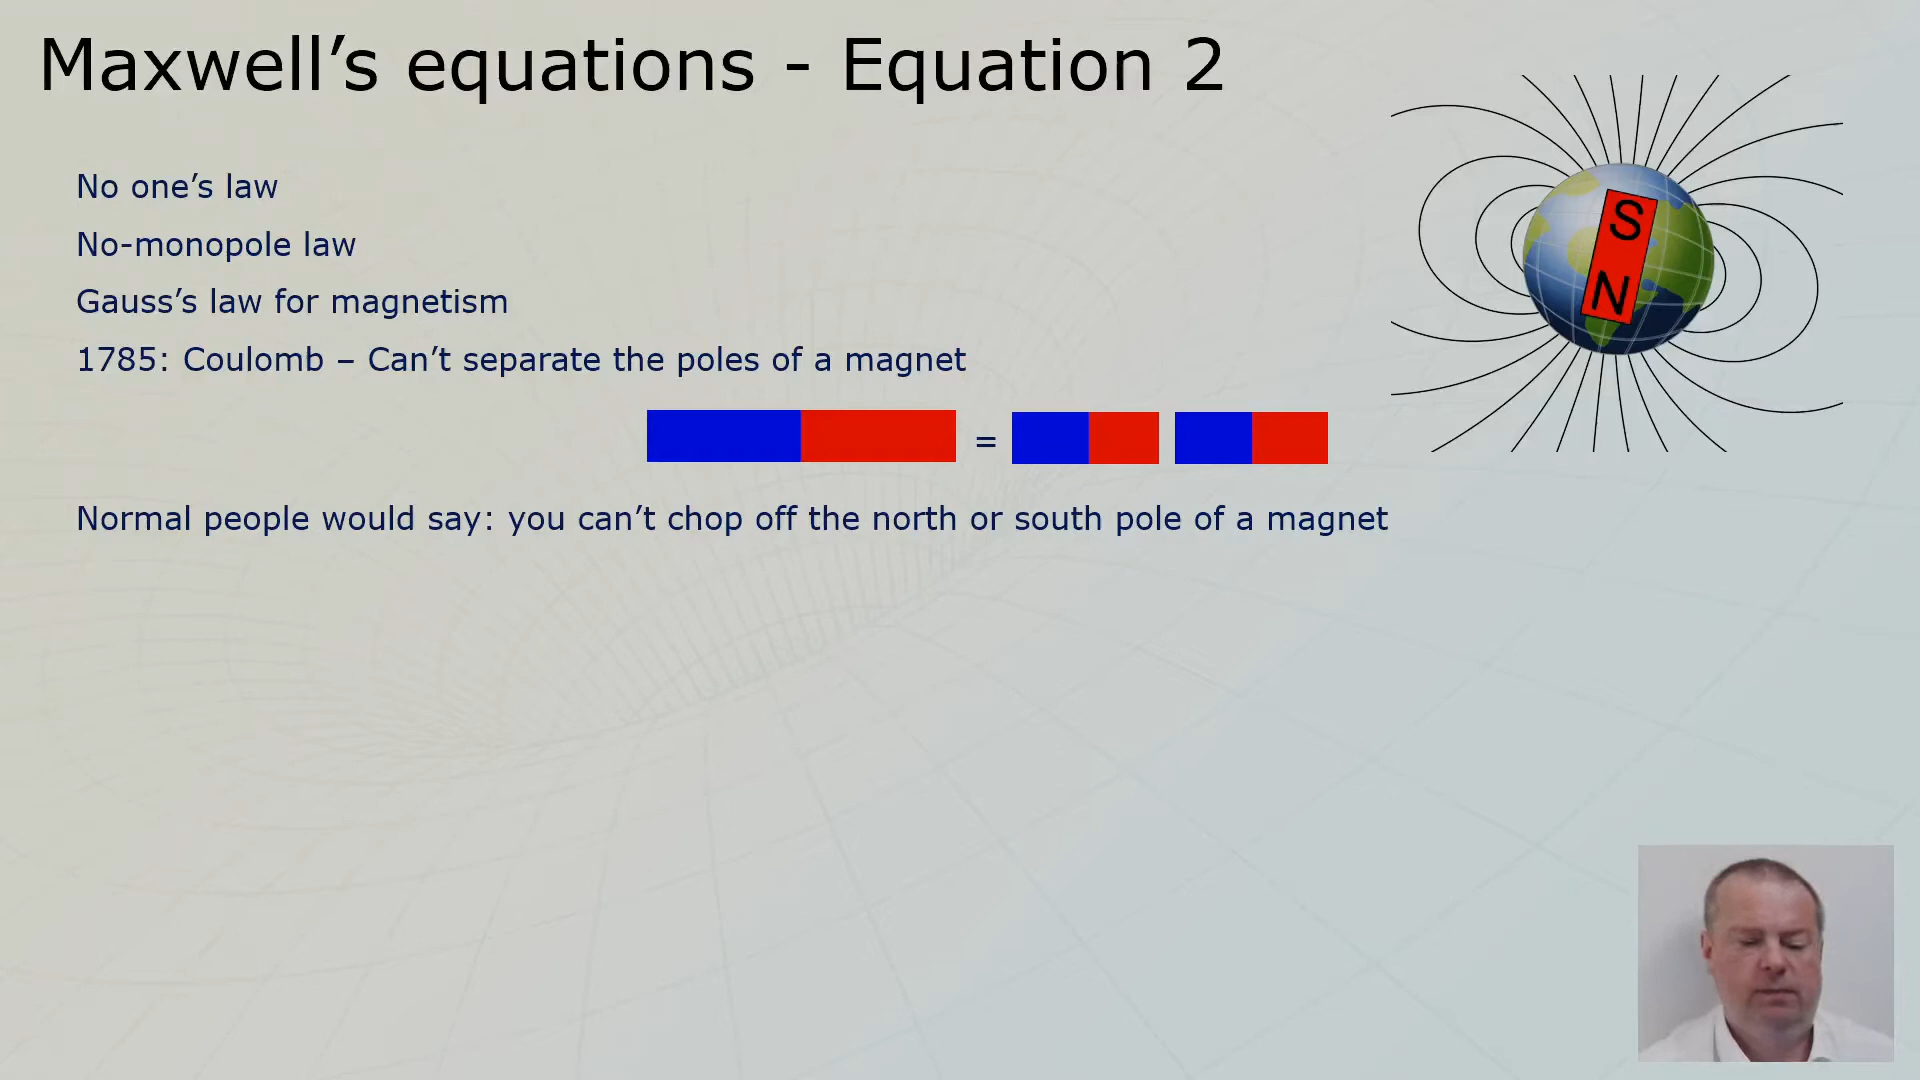 Maxwell’s equations - Equation 2
No one’s law
No-monopole law
Gauss’s law for magnetism
1785: Coulomb – Can’t separate the poles of a magnet
=
Normal people would say: you can’t chop off the north or south pole of a magnet
S
N